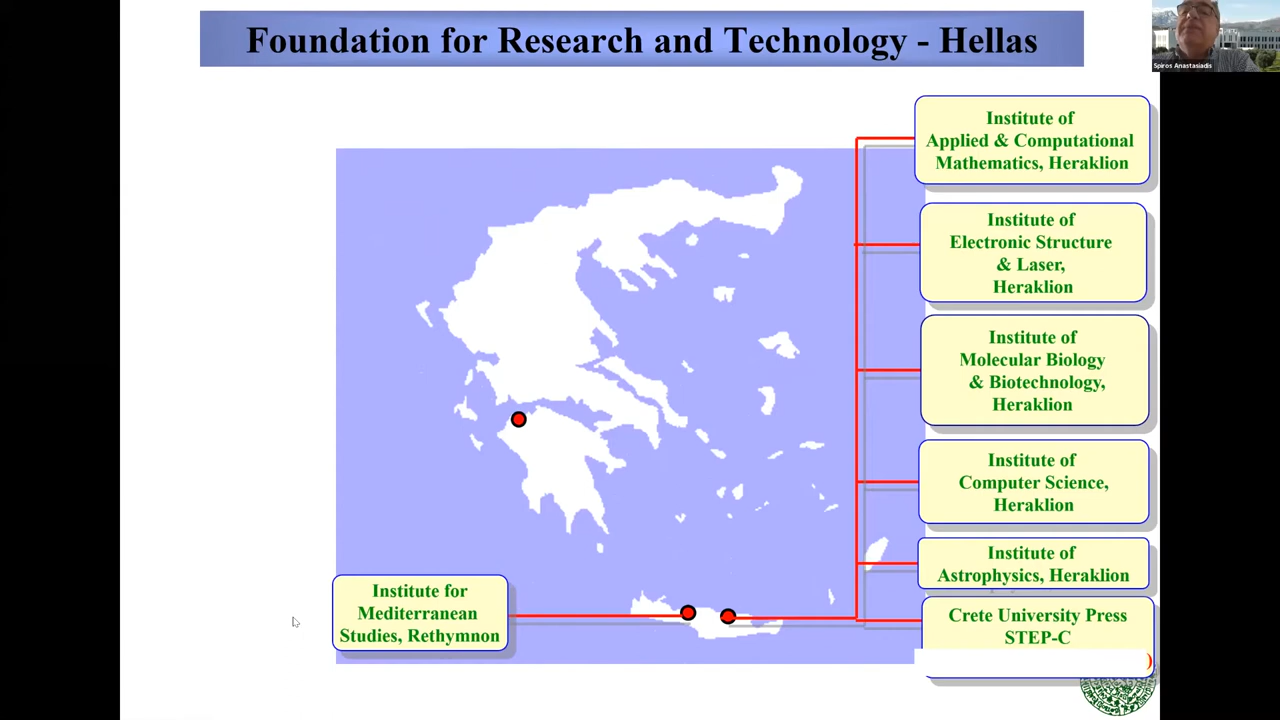 Foundation for Research and Technology - Hellas
Spiros Anastasiadis
Institute of
Applied & Computational
Mathematics, Heraklion
Institute of
Electronic Structure
& Laser,
Heraklion
Institute of
Molecular Biology
& Biotechnology,
Heraklion
Institute of
Computer Science,
Heraklion
Institute of
Astrophysics, Heraklion
Crete University Press
STEP-C
)
Institute for
Mediterranean
Studies, Rethymnon